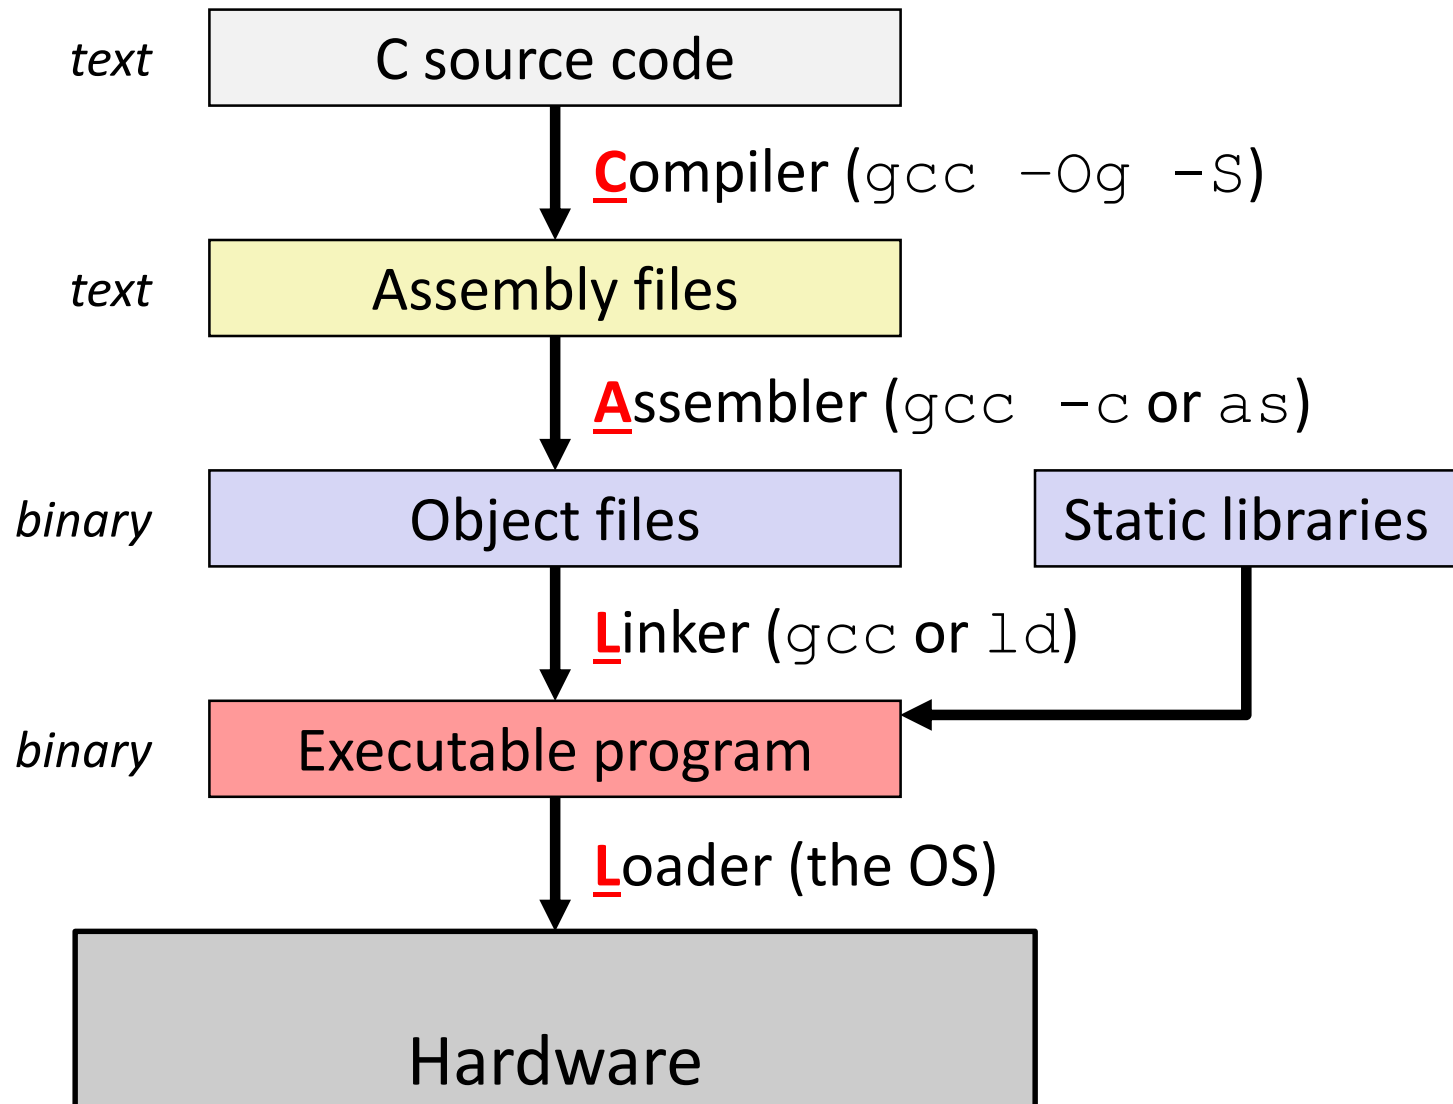 text C source code
Compiler (gcc –Og -S)
text Assembly files
Assembler (gcc –c or as)
binary Object files Static libraries
Linker (gcc or ld)
binary Executable program
Loader (the OS)
Hardware